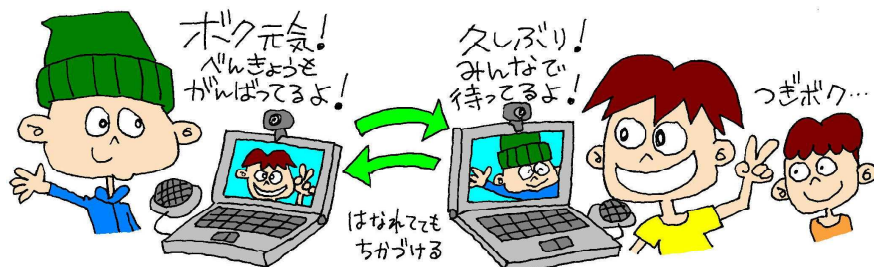 ボク元気!
べんきょうも
がんばってるよ!
久しぶり!
みんなで
待ってるよ!
つぎボク…
はなれてても
ちかづける